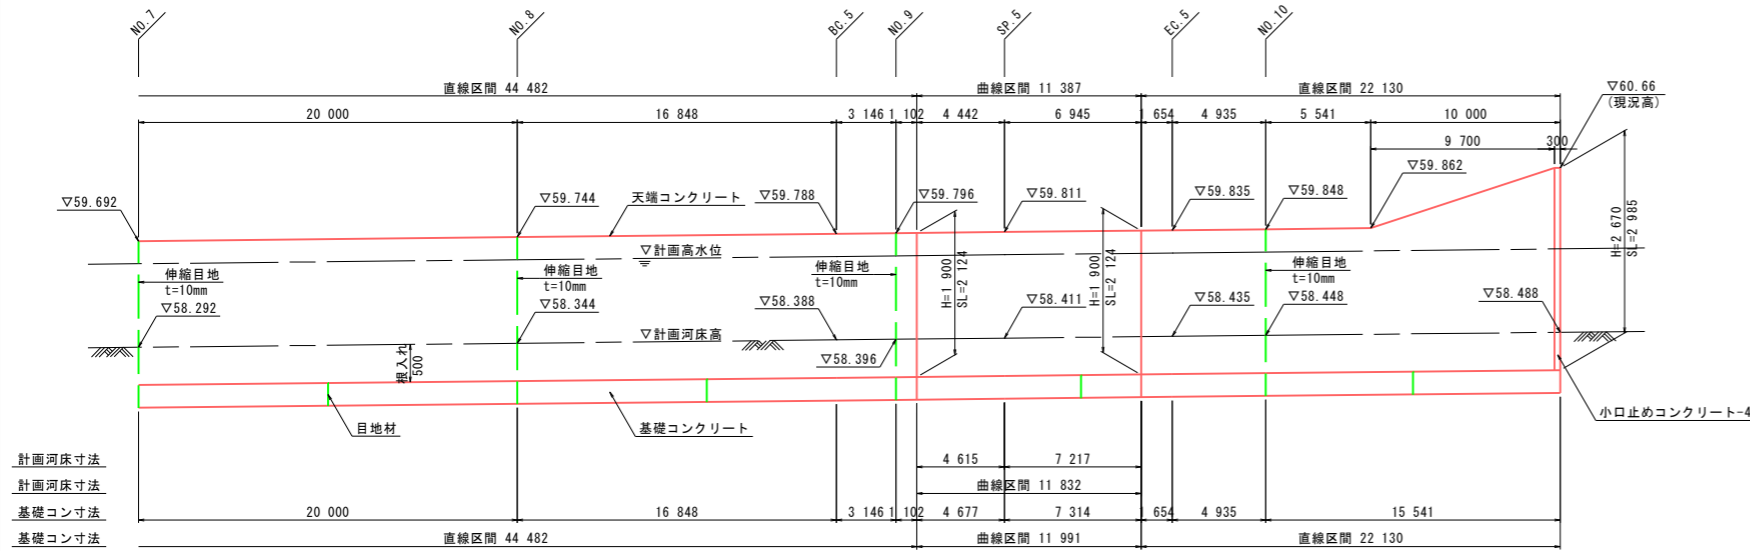 NO.7
NO.8
BC.5
NO.9
SP.5
EC.5
NO.10
直線区間 44 482
曲線区間 11 387
直線区間 22 130
▽60.66
(現況高)
20 000
16 848
3 146
1 102
4 442
6 945
1 654
4 935
5 541
10 000
9 700
300
▽59.692
▽59.744
天端コンクリート
▽59.788
▽59.796
▽59.811
▽59.835
▽59.848
▽59.862
▽計画高水位
伸縮目地
t=10mm
伸縮目地
t=10mm
伸縮目地
t=10mm
伸縮目地
t=10mm
H=1 900
SL=2 124
H=1 900
SL=2 124
H=2 670
SL=2 985
▽58.292
▽58.344
▽58.388
▽58.411
▽58.435
▽58.448
▽58.488
▽計画河床高
▽58.396
根入れ
500
目地材
基礎コンクリート
小口止めコンクリート-4
計画河床寸法
4 615
7 217
計画河床寸法
曲線区間 11 832
基礎コン寸法
20 000
16 848
3 146
1 102
4 677
7 314
1 654
4 935
15 541
基礎コン寸法
直線区間 44 482
曲線区間 11 991
直線区間 22 130